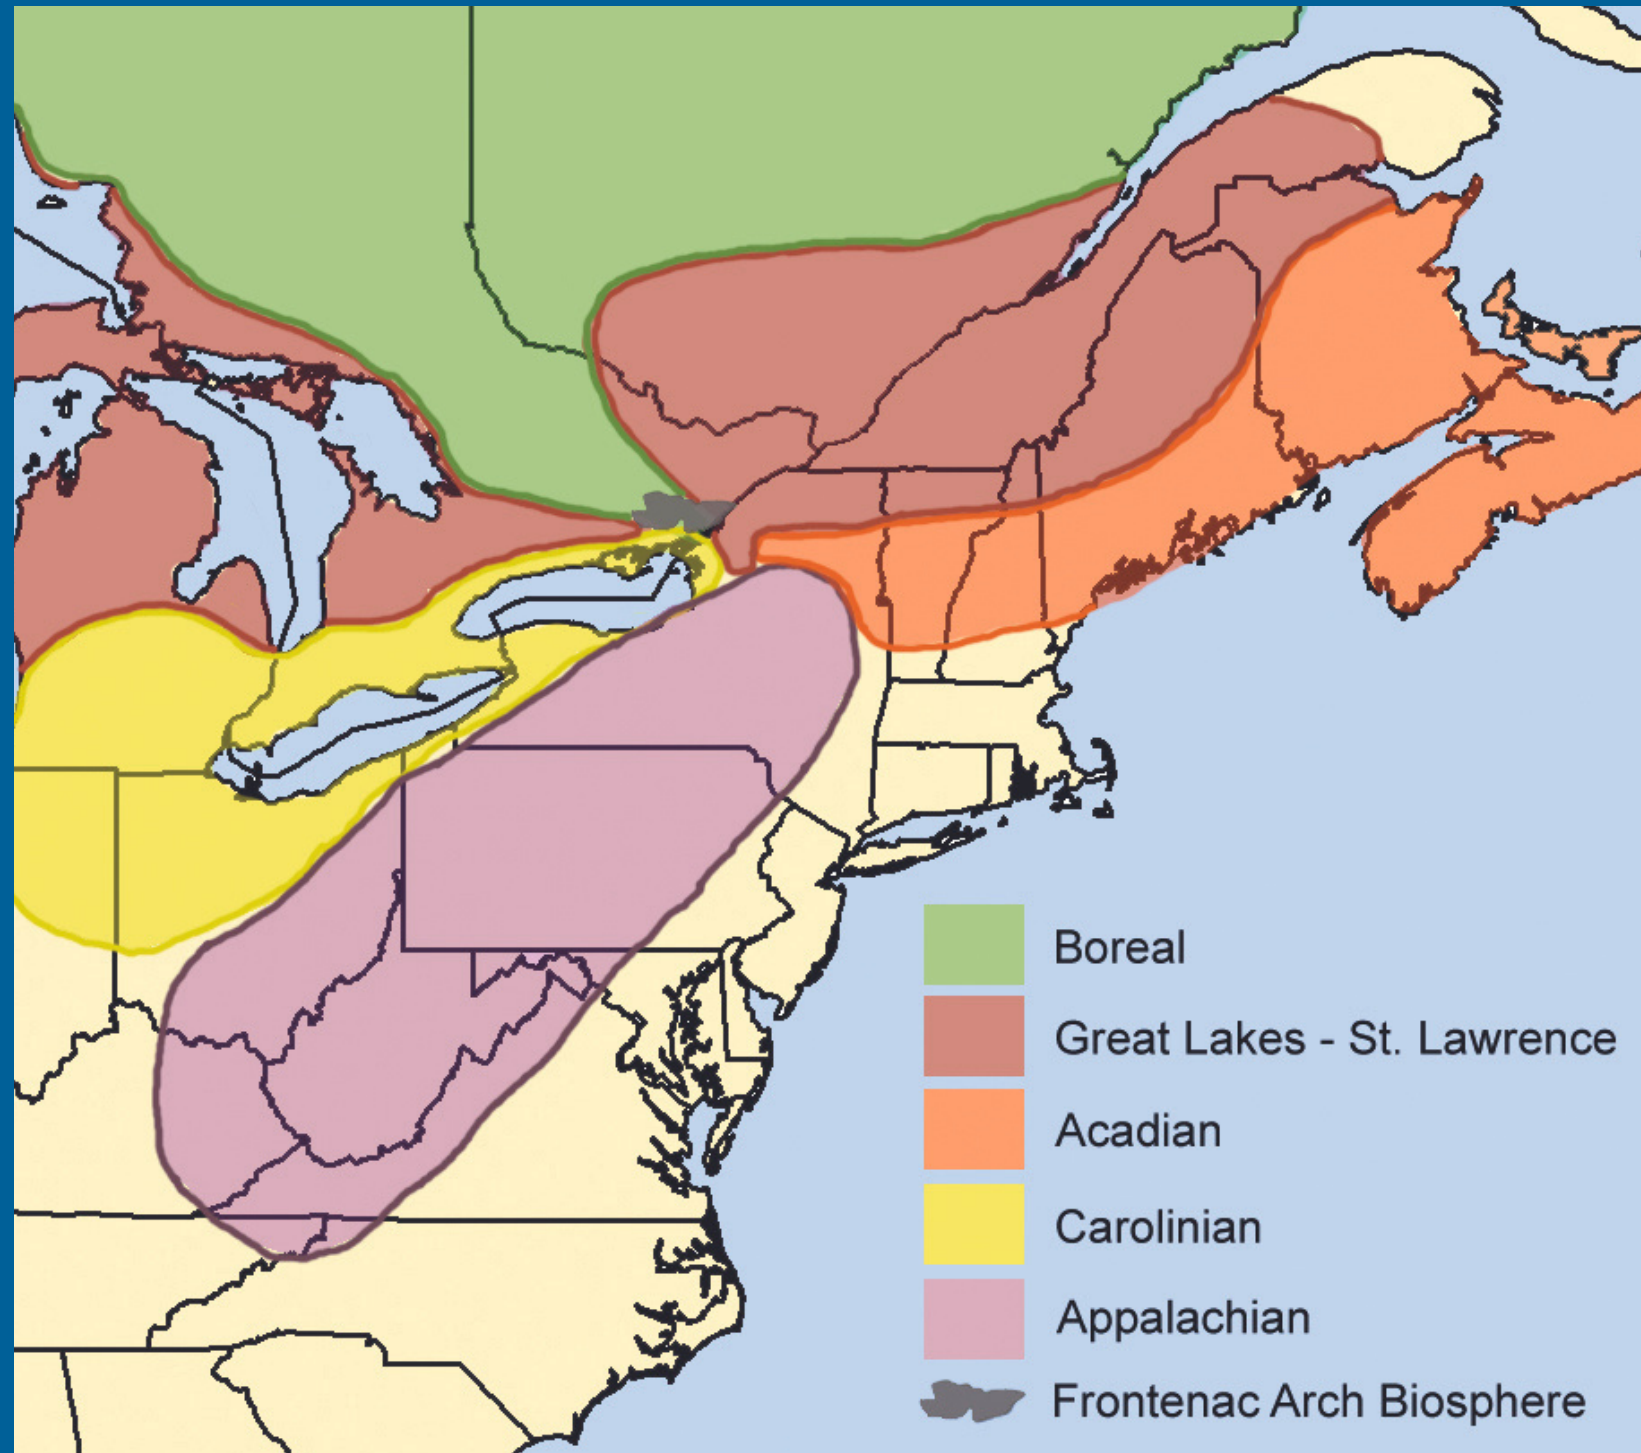 Boreal
Great Lakes - St. Lawrence
Acadian
Carolinian
Appalachian
Frontenac Arch Biosphere